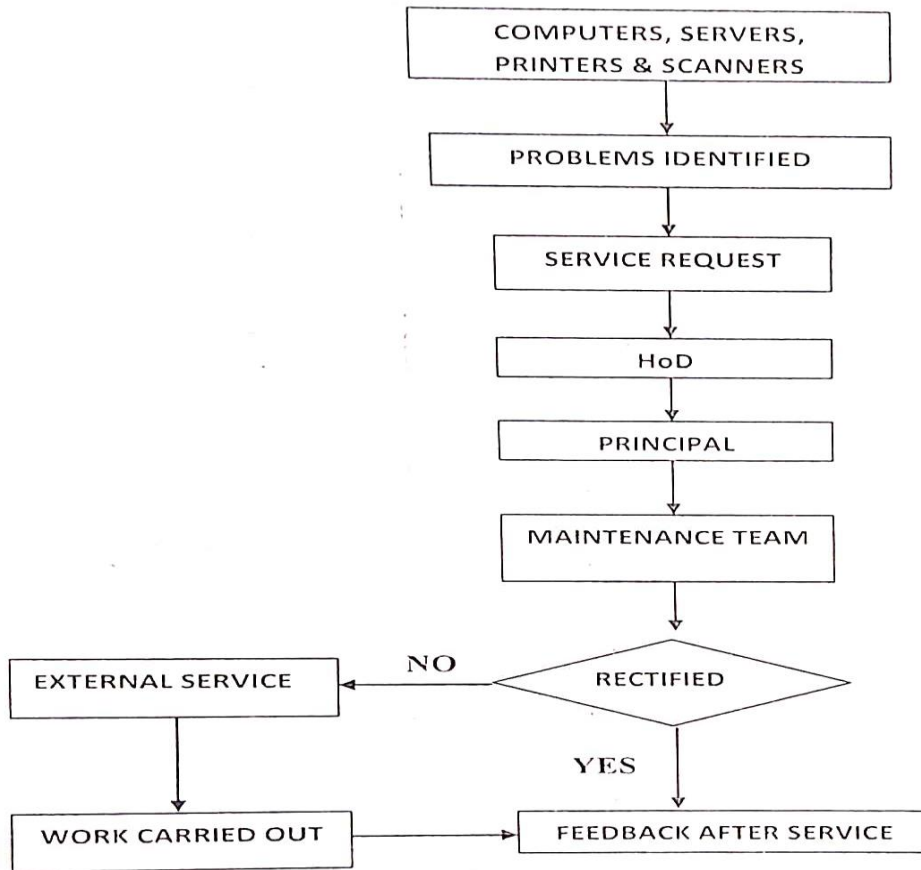 COMPUTERS, SERVERS,
PRINTERS & SCANNERS
PROBLEMS IDENTIFIED
SERVICE REQUEST
HoD
PRINCIPAL
MAINTENANCE TEAM
RECTIFIED
NO
EXTERNAL SERVICE
YES
WORK CARRIED OUT
FEEDBACK AFTER SERVICE